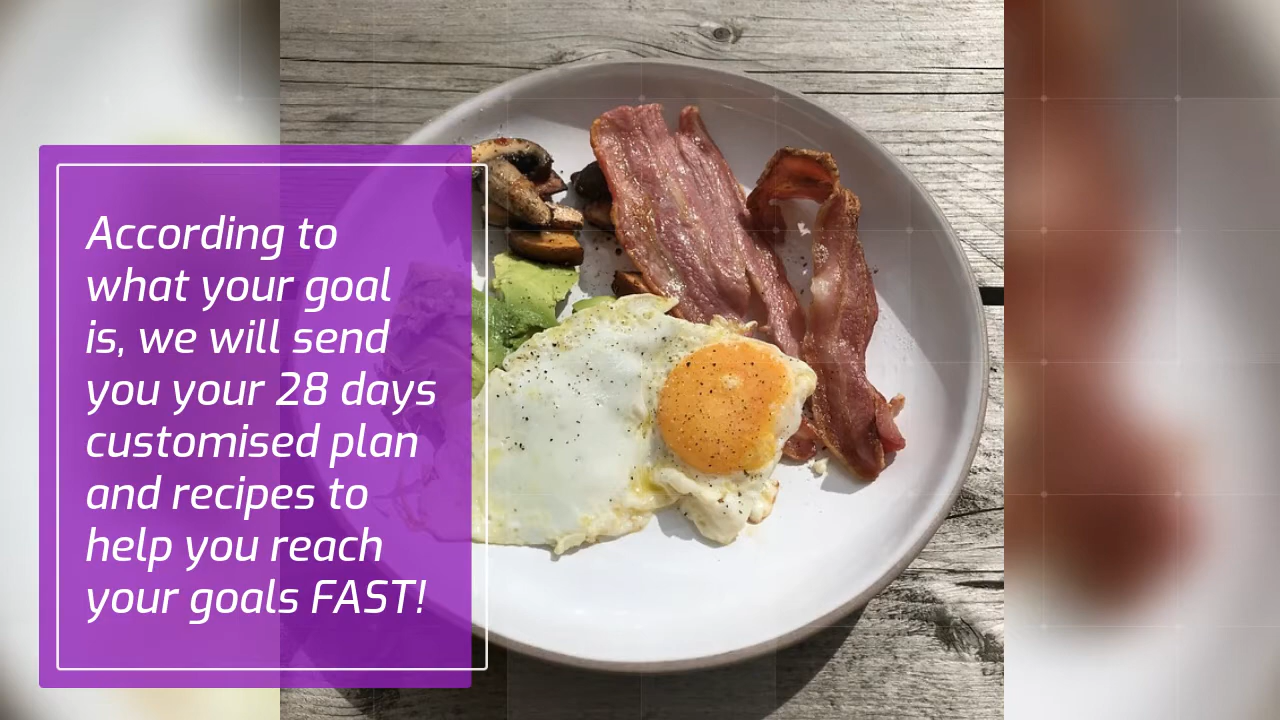 According to
what your goal
is, we will send
you your 28 days
customised plan
and recipes to
help you reach
your goals FAST!